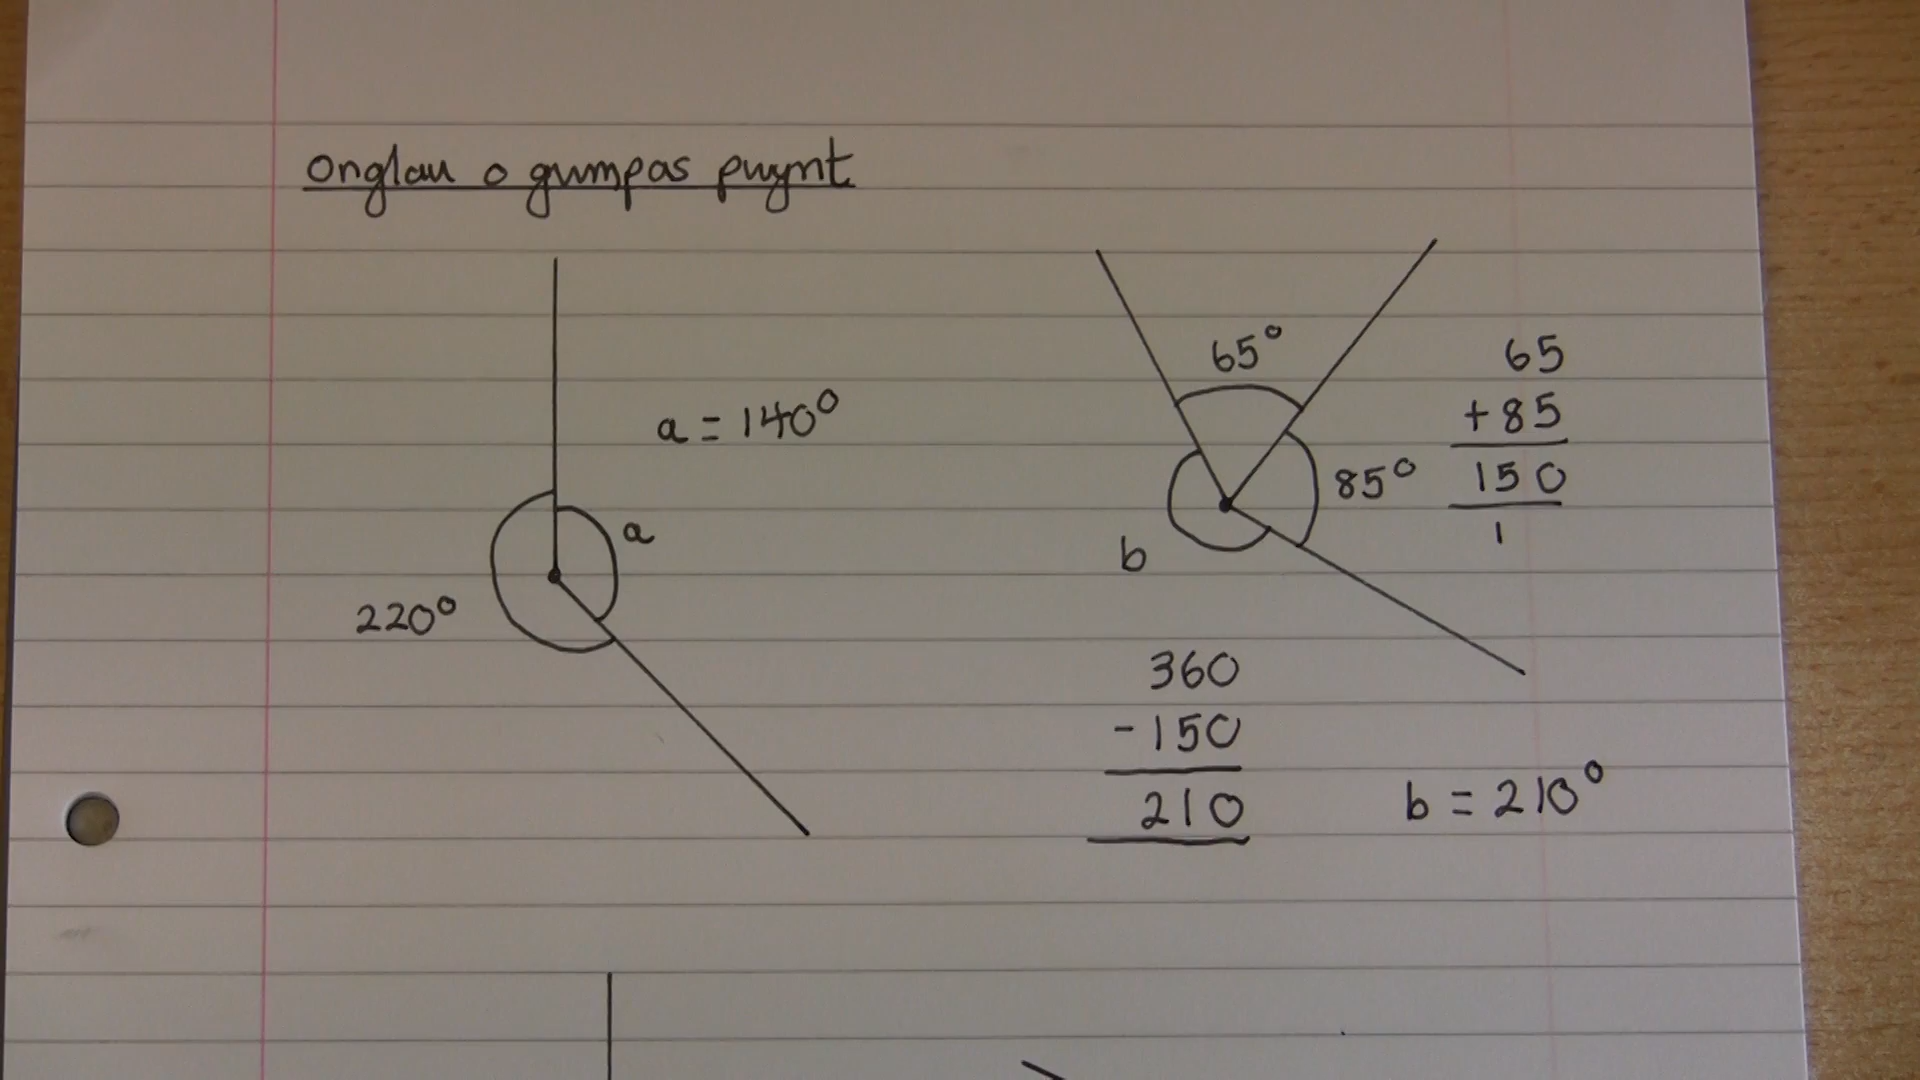 Onglau o gwmpas pwynt
a = 140°
a
220°
65°
85°
b
65
+ 85
150
1
360
- 150
210
b = 210°